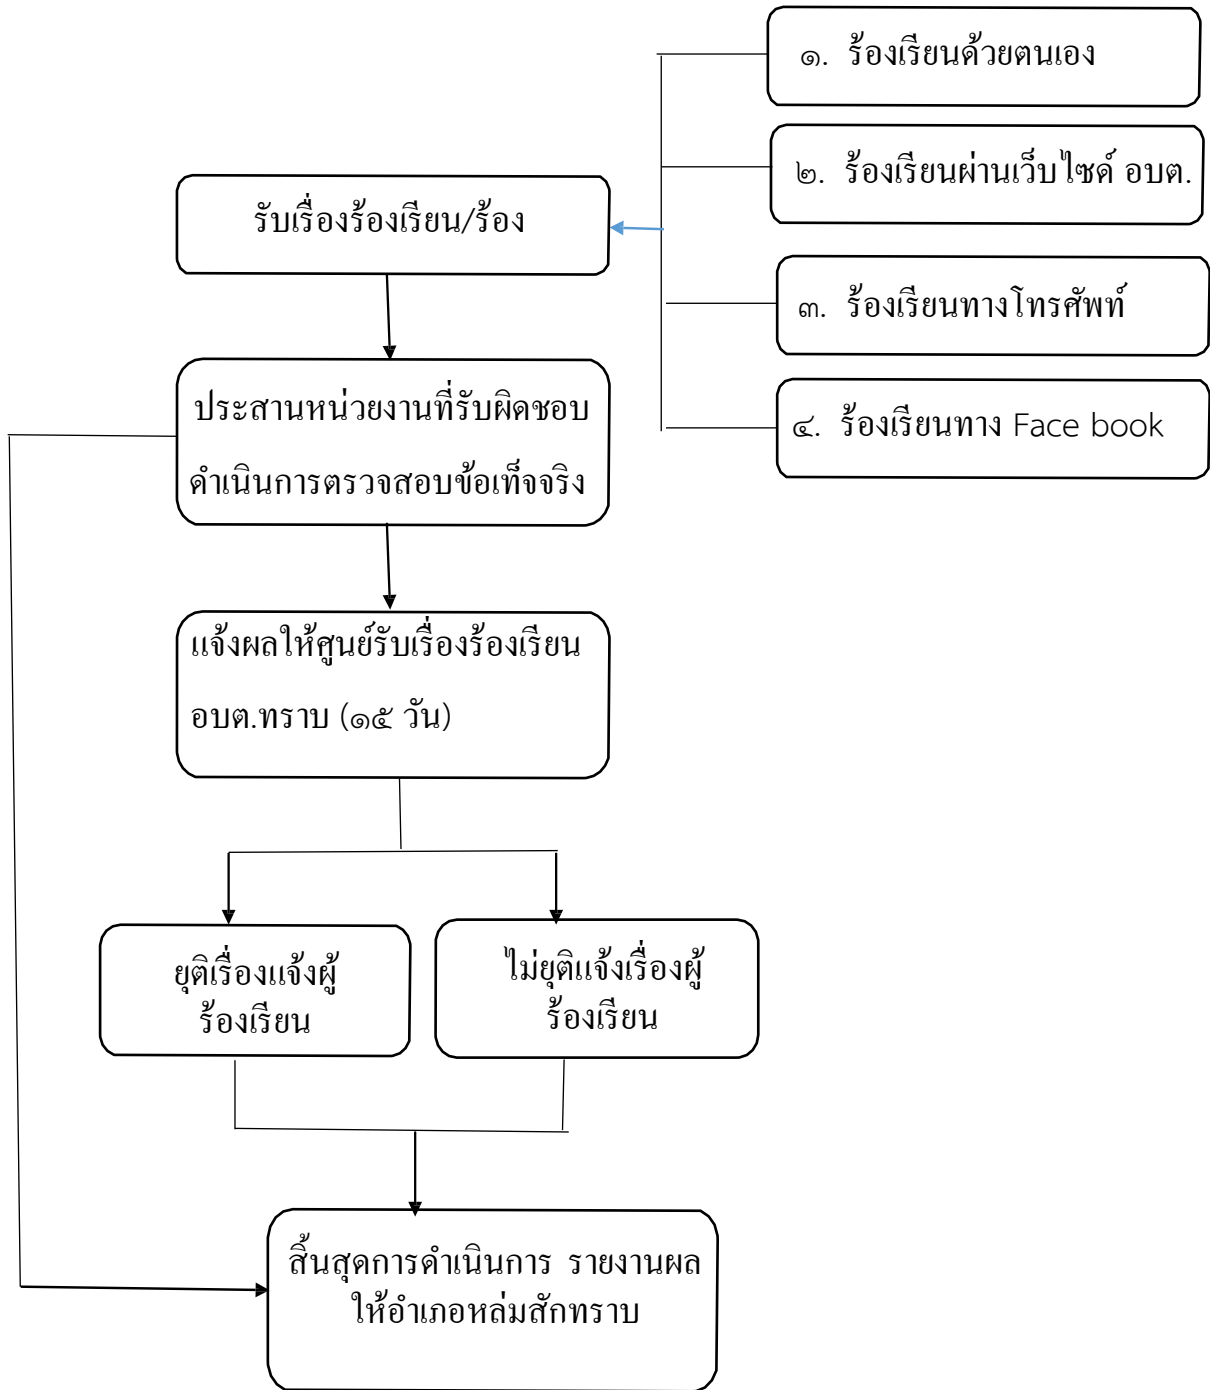 ๑. ร้องเรียนด้วยตนเอง
๒. ร้องเรียนผ่านเว็บไซด์ อบต.
รับเรื่องร้องเรียน/ร้อง
๓. ร้องเรียนทางโทรศัพท์
ประสานหน่วยงานที่รับผิดชอบ
ดำเนินการตรวจสอบข้อเท็จจริง
๔. ร้องเรียนทาง Face book
แจ้งผลให้ศูนย์รับเรื่องร้องเรียน
อบต.ทราบ (๑๕ วัน)
ยุติเรื่องแจ้งผู้
ร้องเรียน
ไม่ยุติแจ้งเรื่องผู้
ร้องเรียน
สิ้นสุดการดำเนินการ รายงานผล
ให้อำเภอหล่มสักทราบ